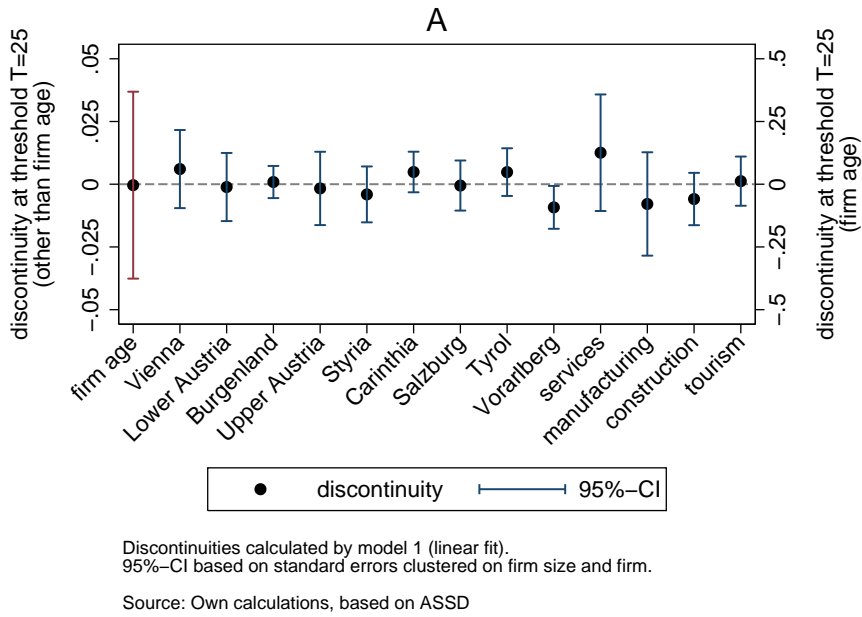 A
discontinuity at threshold T=25
(other than firm age)
.05
.025
0
−.025
−.05
.5
.25
0
−.25
−.5
discontinuity at threshold T=25
(firm age)
firm age
Vienna
Lower Austria
Burgenland
Upper Austria
Styria
Carinthia
Salzburg
Tyrol
Vorarlberg
services
manufacturing
construction
tourism
discontinuity 95%−CI
Discontinuities calculated by model 1 (linear fit).
95%−CI based on standard errors clustered on firm size and firm.
Source: Own calculations, based on ASSD